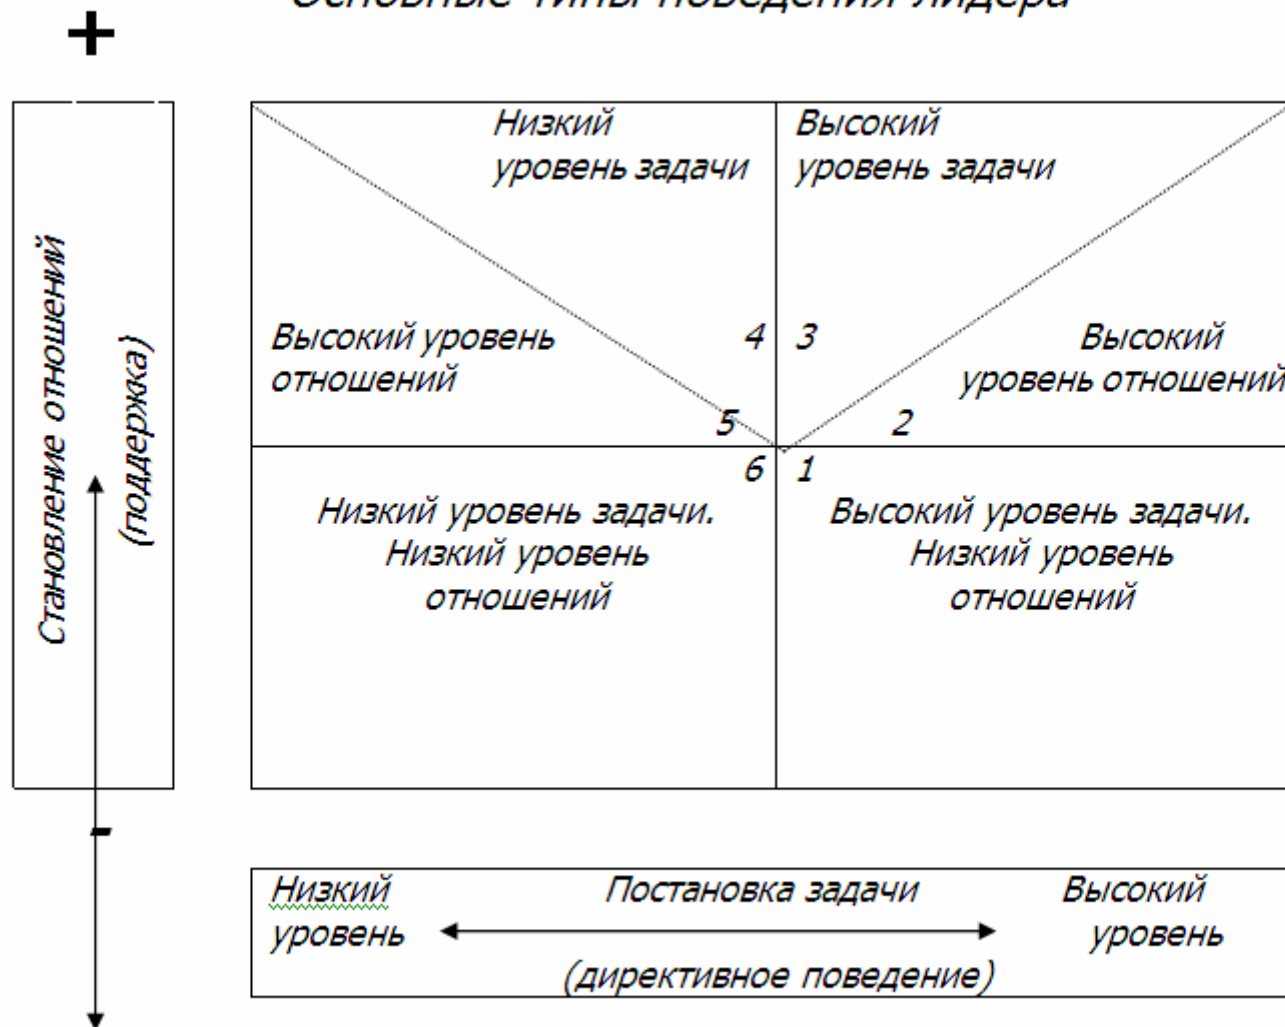 Основные типы поведения лидера
+
Становление отношений
(поддержка)
-
Низкий
уровень задачи
Высокий уровень
отношений
4
5
Высокий
уровень задачи
3
Высокий
уровень отношений
2
6
Низкий уровень задачи.
Низкий уровень
отношений
1
Высокий уровень задачи.
Низкий уровень
отношений
Низкий
уровень
Постановка задачи
(директивное поведение)
Высокий
уровень